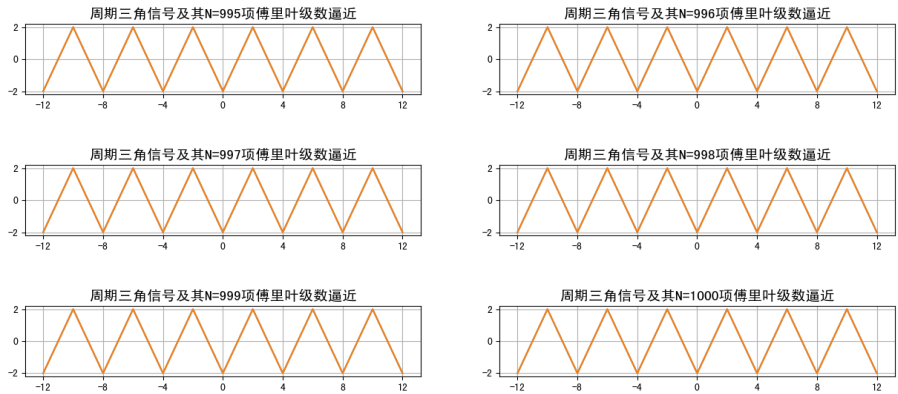 周期三角信号及其N=995项傅里叶级数逼近
2
0
−2
−12 −8 −4 0 4 8 12
周期三角信号及其N=996项傅里叶级数逼近
2
0
−2
−12 −8 −4 0 4 8 12
周期三角信号及其N=997项傅里叶级数逼近
2
0
−2
−12 −8 −4 0 4 8 12
周期三角信号及其N=998项傅里叶级数逼近
2
0
−2
−12 −8 −4 0 4 8 12
周期三角信号及其N=999项傅里叶级数逼近
2
0
−2
−12 −8 −4 0 4 8 12
周期三角信号及其N=1000项傅里叶级数逼近
2
0
−2
−12 −8 −4 0 4 8 12